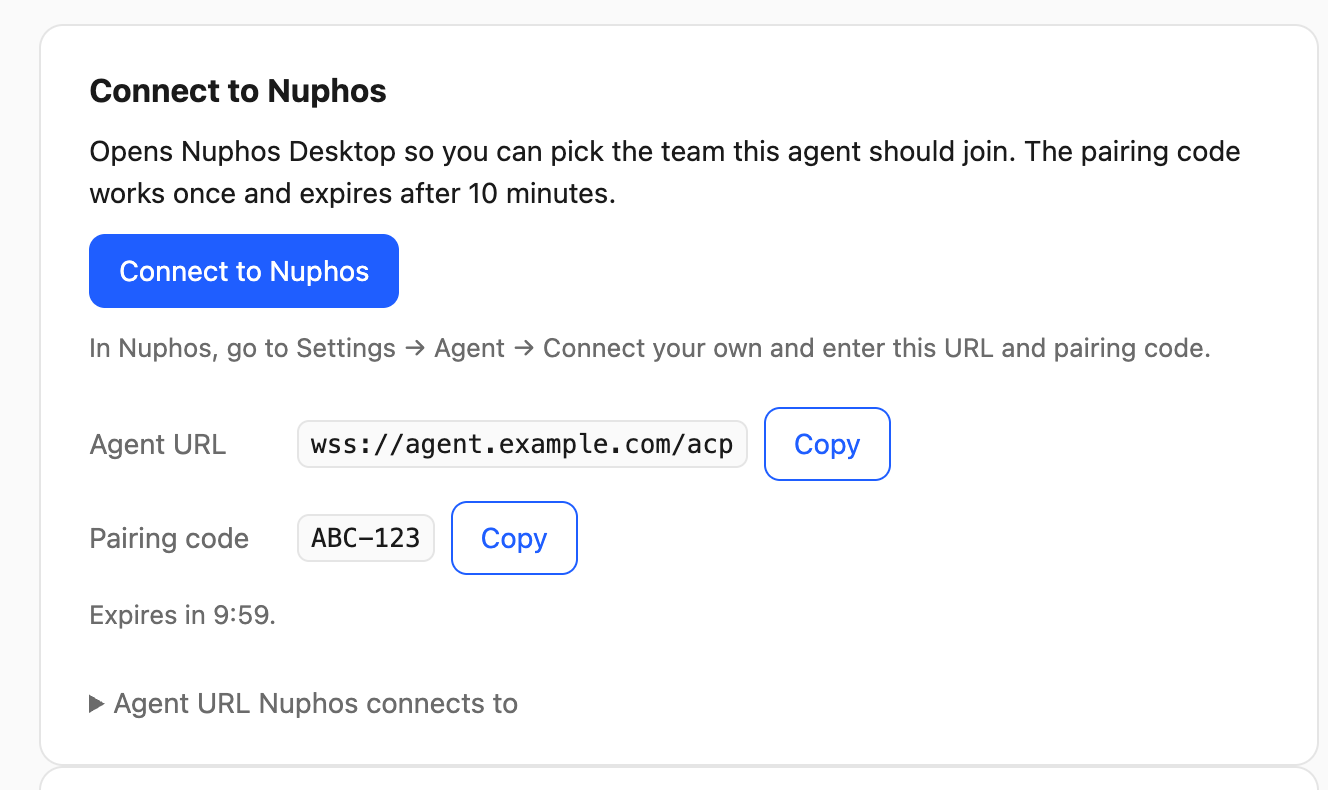 Connect to Nuphos
Opens Nuphos Desktop so you can pick the team this agent should join. The pairing code
works once and expires after 10 minutes.
Connect to Nuphos
In Nuphos, go to Settings → Agent → Connect your own and enter this URL and pairing code.
Agent URL wss://agent.example.com/acp Copy
Pairing code ABC-123 Copy
Expires in 9:59.
▶ Agent URL Nuphos connects to